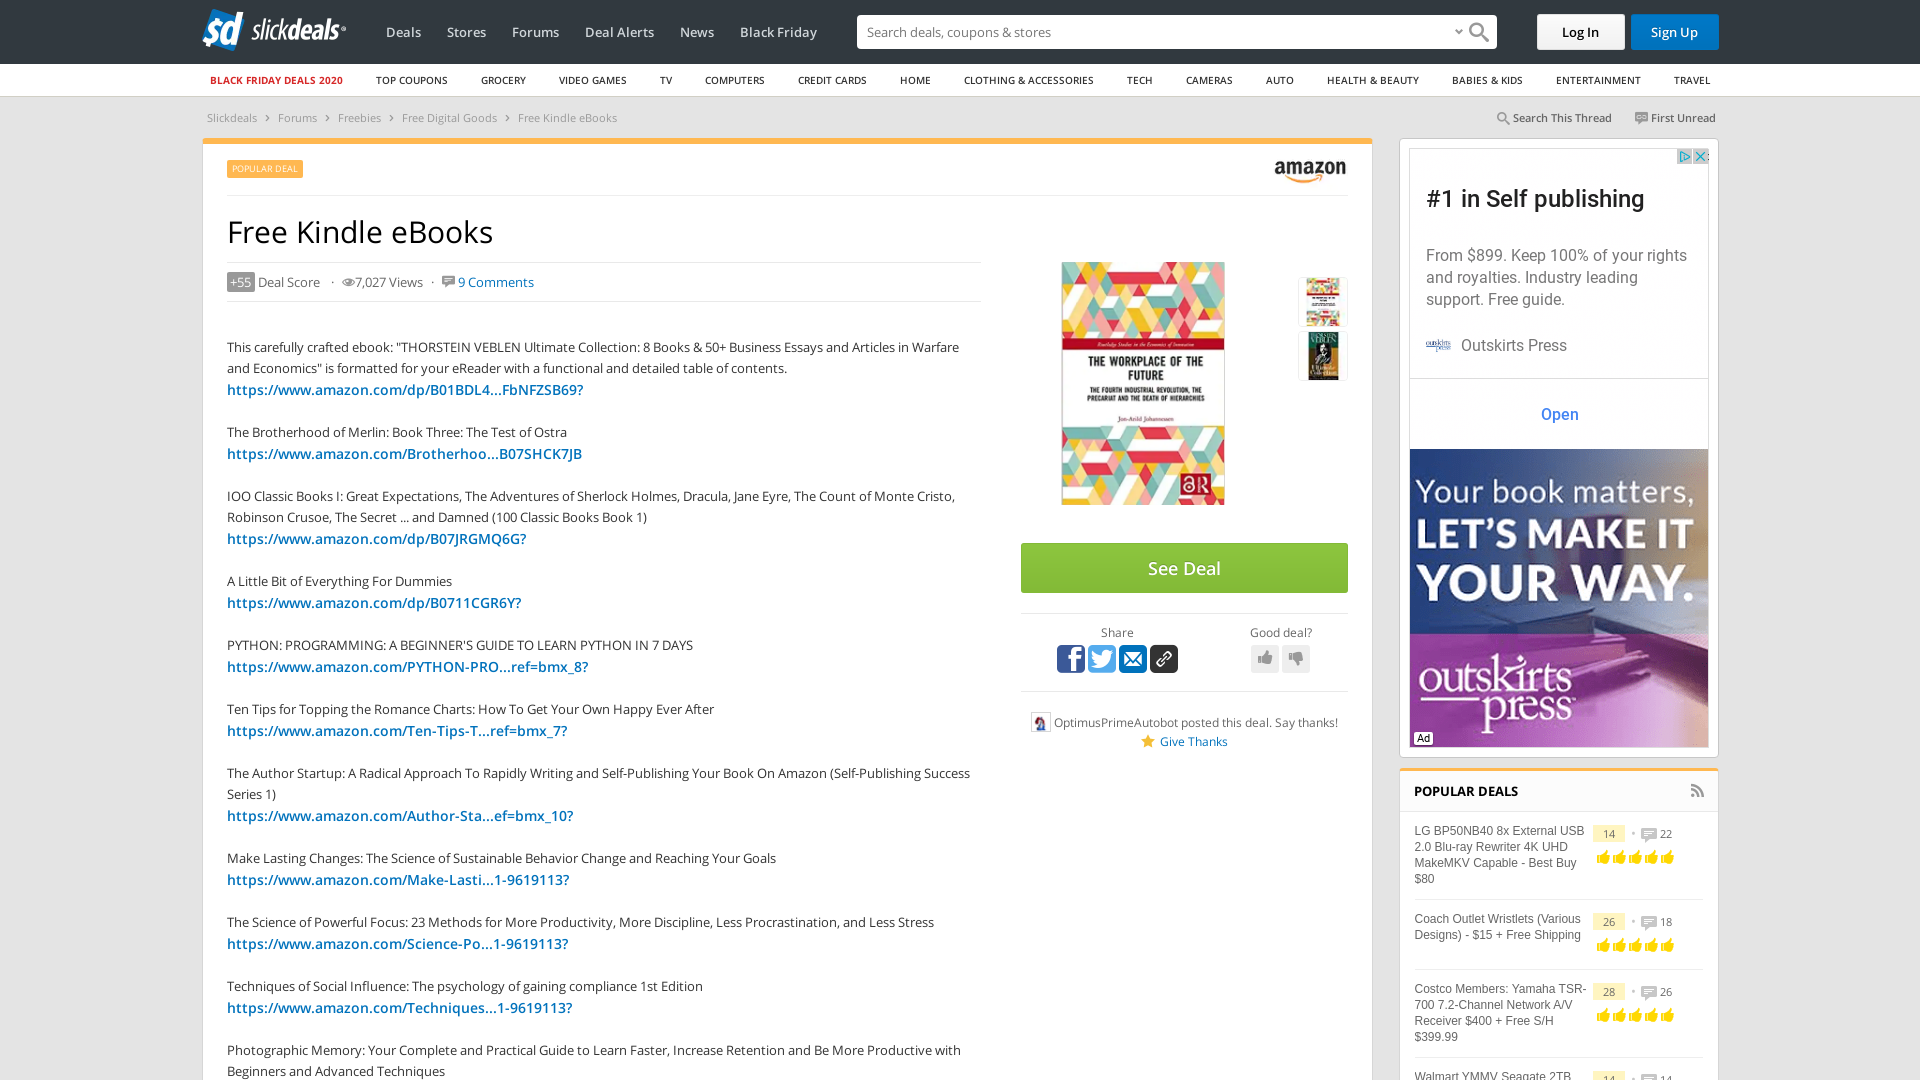 slickdeals
Deals
Stores
Forums
Deal Alerts
News
Black Friday
Search deals, coupons & stores
Log In
Sign Up
BLACK FRIDAY DEALS 2020
TOP COUPONS
GROCERY
VIDEO GAMES
TV
COMPUTERS
CREDIT CARDS
HOME
CLOTHING & ACCESSORIES
TECH
CAMERAS
AUTO
HEALTH & BEAUTY
BABIES & KIDS
ENTERTAINMENT
TRAVEL
Slickdeals > Forums > Freebies > Free Digital Goods > Free Kindle eBooks
Search This Thread
First Unread
POPULAR DEAL
amazon
Free Kindle eBooks
+55 Deal Score · 7,027 Views · 9 Comments
This carefully crafted ebook: "THORSTEIN VEBLEN Ultimate Collection: 8 Books & 50+ Business Essays and Articles in Warfare
and Economics" is formatted for your eReader with a functional and detailed table of contents.
https://www.amazon.com/dp/B01BDL4...FbNFZSB69?
The Brotherhood of Merlin: Book Three: The Test of Ostra
https://www.amazon.com/Brotherhoo...B07SHCK7JB
IOO Classic Books I: Great Expectations, The Adventures of Sherlock Holmes, Dracula, Jane Eyre, The Count of Monte Cristo,
Robinson Crusoe, The Secret ... and Damned (100 Classic Books Book 1)
https://www.amazon.com/dp/B07JRGMQ6G?
A Little Bit of Everything For Dummies
https://www.amazon.com/dp/B0711CGR6Y?
PYTHON: PROGRAMMING: A BEGINNER'S GUIDE TO LEARN PYTHON IN 7 DAYS
https://www.amazon.com/PYTHON-PRO...ref=bmx_8?
Ten Tips for Topping the Romance Charts: How To Get Your Own Happy Ever After
https://www.amazon.com/Ten-Tips-T...ref=bmx_7?
The Author Startup: A Radical Approach To Rapidly Writing and Self-Publishing Your Book On Amazon (Self-Publishing Success
Series 1)
https://www.amazon.com/Author-Sta...ef=bmx_10?
Make Lasting Changes: The Science of Sustainable Behavior Change and Reaching Your Goals
https://www.amazon.com/Make-Lasti...1-9619113?
The Science of Powerful Focus: 23 Methods for More Productivity, More Discipline, Less Procrastination, and Less Stress
https://www.amazon.com/Science-Po...1-9619113?
Techniques of Social Influence: The psychology of gaining compliance 1st Edition
https://www.amazon.com/Techniques...1-9619113?
Photographic Memory: Your Complete and Practical Guide to Learn Faster, Increase Retention and Be More Productive with
Beginners and Advanced Techniques
Routledge Studies in the Economics of Innovation
THE WORKPLACE OF THE
FUTURE
THE FOURTH INDUSTRIAL REVOLUTION, THE
PRECARIAT AND THE DEATH OF HIERARCHIES
Jon-Arild Johannessen
See Deal
Share
Good deal?
OptimusPrimeAutobot posted this deal. Say thanks!
Give Thanks
#1 in Self publishing
From $899. Keep 100% of your rights
and royalties. Industry leading
support. Free guide.
outskirts press
Outskirts Press
Open
Your book matters,
LET'S MAKE IT
YOUR WAY.
outskirts
press
Ad
POPULAR DEALS
LG BP50NB40 8x External USB
2.0 Blu-ray Rewriter 4K UHD
MakeMKV Capable - Best Buy
$80
14 • 22
Coach Outlet Wristlets (Various
Designs) - $15 + Free Shipping
26 • 18
Costco Members: Yamaha TSR-
700 7.2-Channel Network A/V
Receiver $400 + Free S/H
$399.99
28 • 26
Walmart YMMV Seagate 2TB
14 • 14